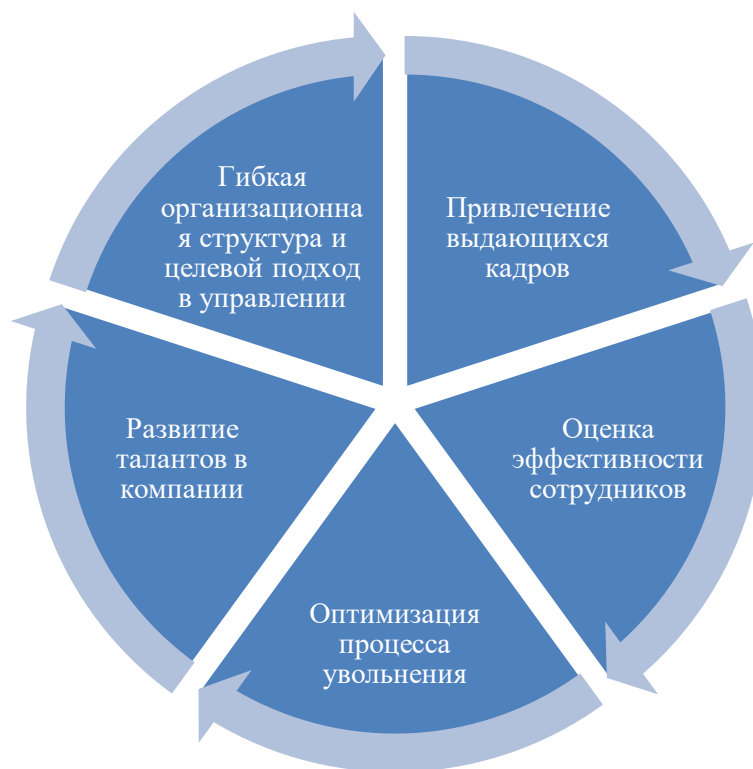 Гибкая
организационна
я структура и
целевой подход
в управлении
Привлечение
выдающихся
кадров
Развитие
талантов в
компании
Оценка
эффективности
сотрудников
Оптимизация
процесса
увольнения